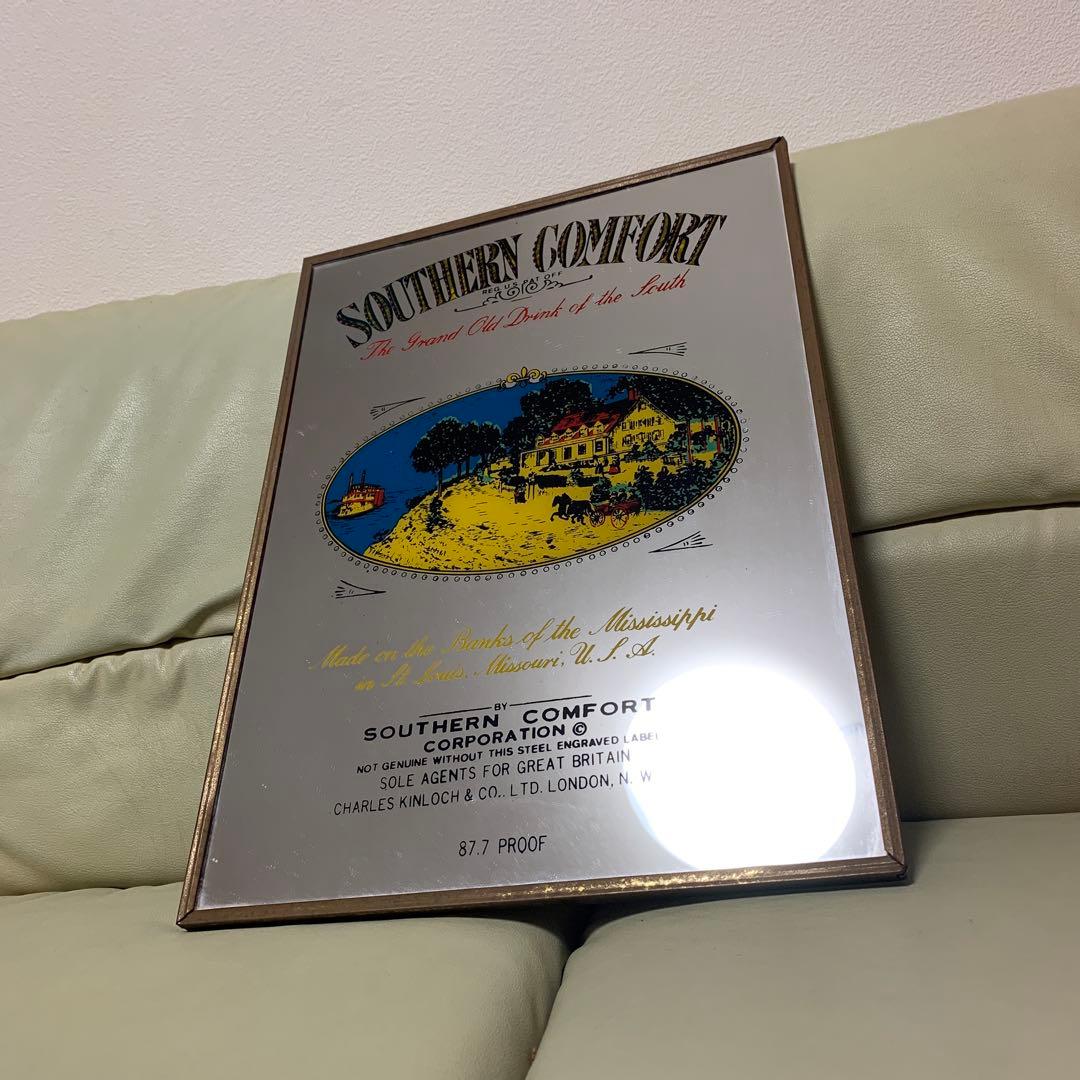 SOUTHERN COMFORT
REG. U.S. PAT. OFF
The Grand Old Drink of the South
Made on the Banks of the Mississippi
in St. Louis, Missouri, U. S. A.
BY
SOUTHERN COMFORT
CORPORATION ©
NOT GENUINE WITHOUT THIS STEEL ENGRAVED LABEL
SOLE AGENTS FOR GREAT BRITAIN
CHARLES KINLOCH & CO., LTD. LONDON, N. W
87.7 PROOF